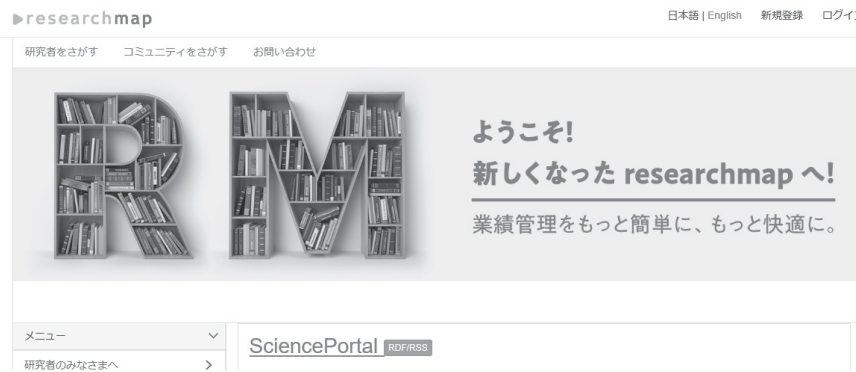 researchmap
日本語 | English 新規登録 ログイン
研究者をさがす コミュニティをさがす お問い合わせ
RM
ようこそ!
新しくなった researchmap へ!
業績管理をもっと簡単に、もっと快適に。
メニュー
SciencePortal RDF/RSS
研究者のみなさまへ